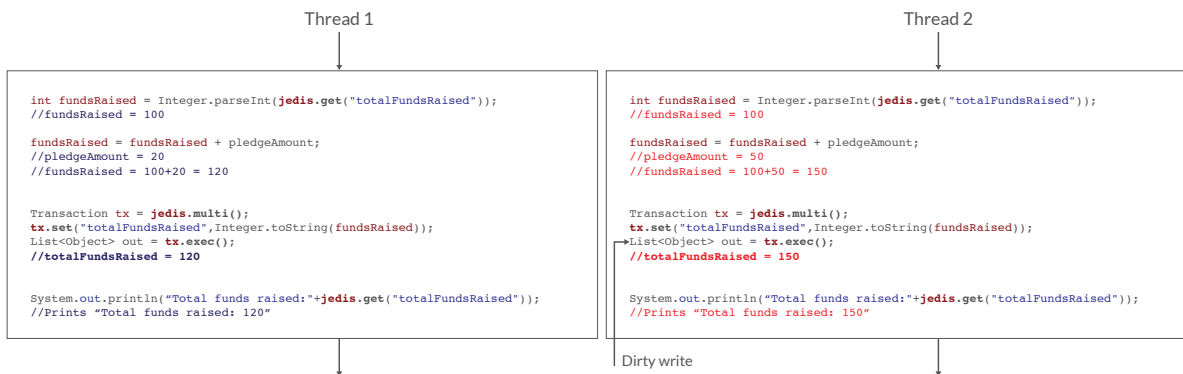 Thread 1
int fundsRaised = Integer.parseInt(jedis.get("totalFundsRaised"));
//fundsRaised = 100
fundsRaised = fundsRaised + pledgeAmount;
//pledgeAmount = 20
//fundsRaised = 100+20 = 120
Transaction tx = jedis.multi();
tx.set("totalFundsRaised",Integer.toString(fundsRaised));
List<Object> out = tx.exec();
//totalFundsRaised = 120
System.out.println(“Total funds raised:"+jedis.get("totalFundsRaised"));
//Prints “Total funds raised: 120”
Thread 2
int fundsRaised = Integer.parseInt(jedis.get("totalFundsRaised"));
//fundsRaised = 100
fundsRaised = fundsRaised + pledgeAmount;
//pledgeAmount = 50
//fundsRaised = 100+50 = 150
Transaction tx = jedis.multi();
tx.set("totalFundsRaised",Integer.toString(fundsRaised));
List<Object> out = tx.exec();
//totalFundsRaised = 150
System.out.println(“Total funds raised:"+jedis.get("totalFundsRaised"));
//Prints “Total funds raised: 150”
Dirty write